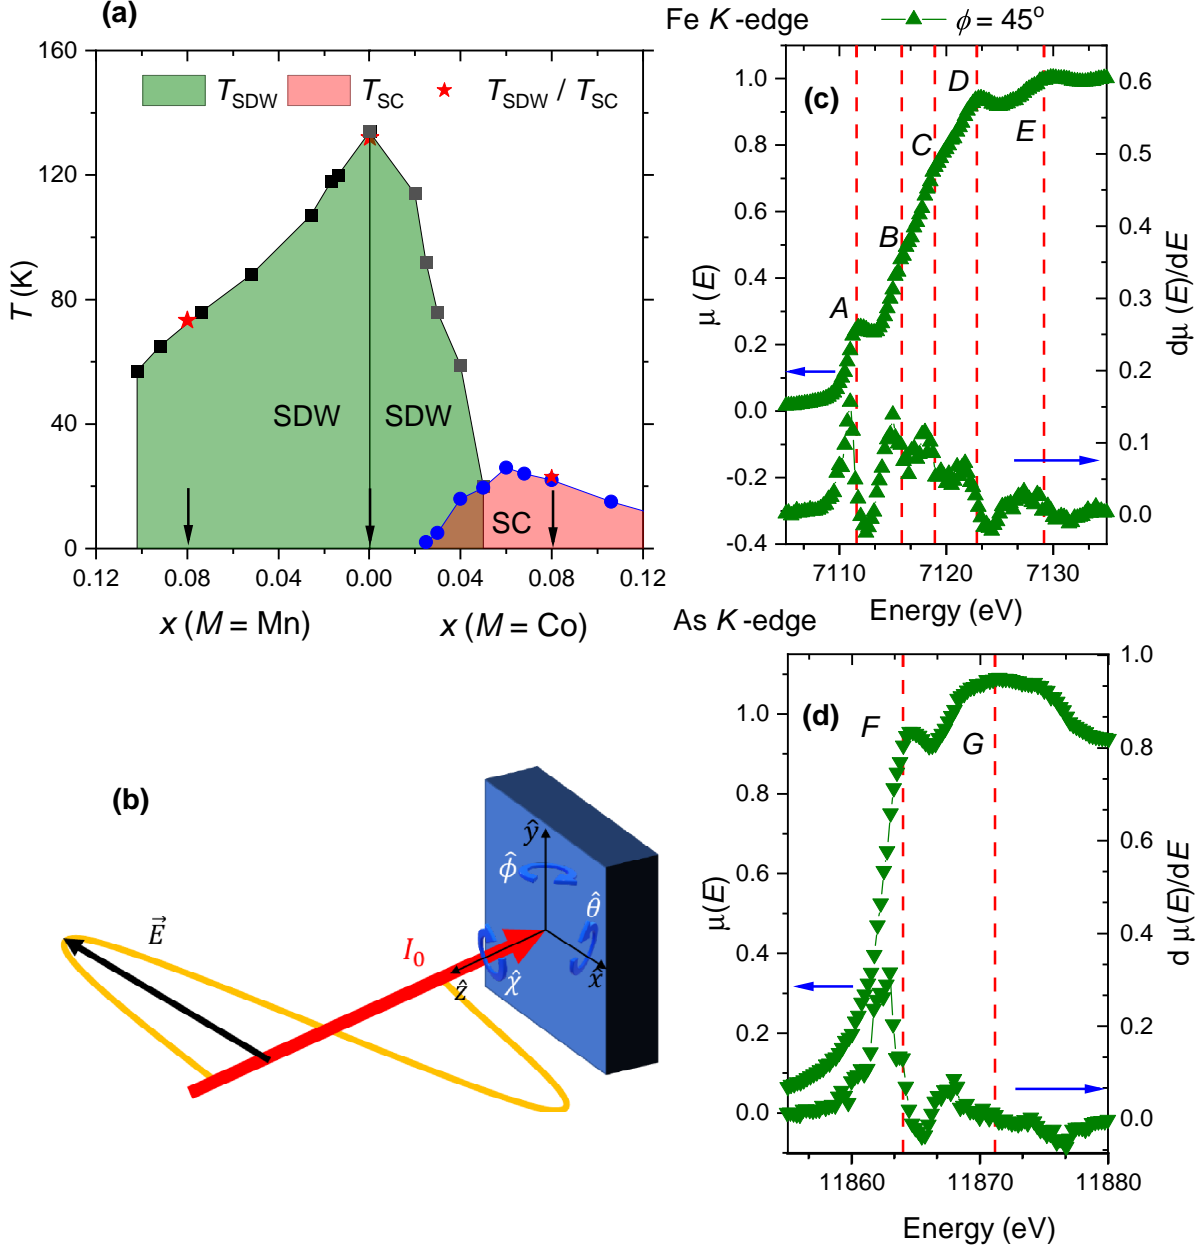 (a)
160
120
80
40
0
T (K)
T_SDW T_SC T_SDW / T_SC
SDW SDW
SC
0.12 0.08 0.04 0.00 0.04 0.08 0.12
x (M = Mn) x (M = Co)
Fe K-edge ϕ = 45°
(c)
A
B
C
D
E
1.0
0.8
0.6
0.4
0.2
0.0
-0.2
-0.4
μ (E)
0.6
0.5
0.4
0.3
0.2
0.1
0.0
dμ (E)/dE
7110 7120 7130
Energy (eV)
(b)
E⃗
I₀
ŷ
ϕ̂
θ̂
x̂
ẑ
χ̂
As K-edge
(d)
F
G
1.0
0.8
0.6
0.4
0.2
0.0
μ(E)
1.0
0.8
0.6
0.4
0.2
0.0
d μ(E)/dE
11860 11870 11880
Energy (eV)